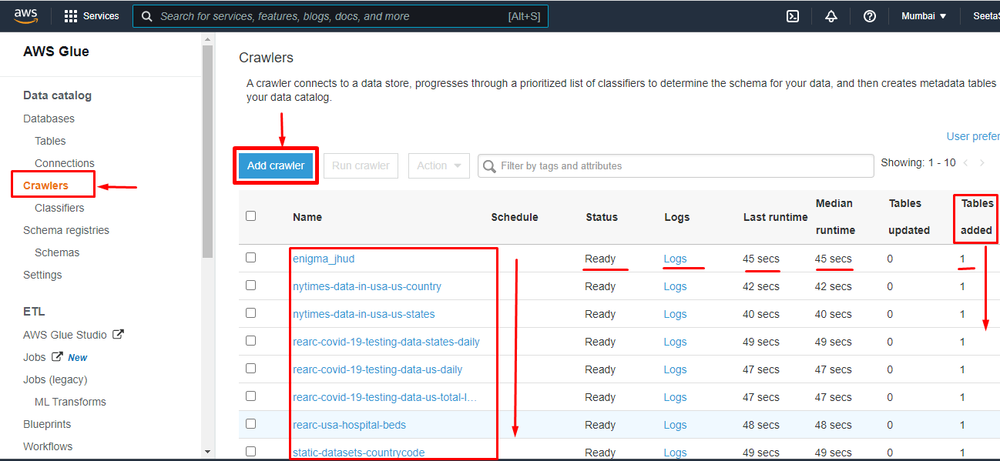 aws Services Search for services, features, blogs, docs, and more [Alt+S] Mumbai ▼ Seeta
AWS Glue
Data catalog
Databases
Tables
Connections
Crawlers
Classifiers
Schema registries
Schemas
Settings
ETL
AWS Glue Studio
Jobs New
Jobs (legacy)
ML Transforms
Blueprints
Workflows
Crawlers
A crawler connects to a data store, progresses through a prioritized list of classifiers to determine the schema for your data, and then creates metadata tables
your data catalog.
User prefer
Add crawler Run crawler Action Filter by tags and attributes Showing: 1 - 10 < >
Name Schedule Status Logs Last runtime Median runtime Tables updated Tables added
enigma_jhud Ready Logs 45 secs 45 secs 0 1
nytimes-data-in-usa-us-country Ready Logs 42 secs 42 secs 0 1
nytimes-data-in-usa-us-states Ready Logs 40 secs 40 secs 0 1
rearc-covid-19-testing-data-states-daily Ready Logs 49 secs 49 secs 0 1
rearc-covid-19-testing-data-us-daily Ready Logs 47 secs 47 secs 0 1
rearc-covid-19-testing-data-us-total-l… Ready Logs 47 secs 47 secs 0 1
rearc-usa-hospital-beds Ready Logs 48 secs 48 secs 0 1
static-datasets-countrycode Ready Logs 49 secs 49 secs 0 1